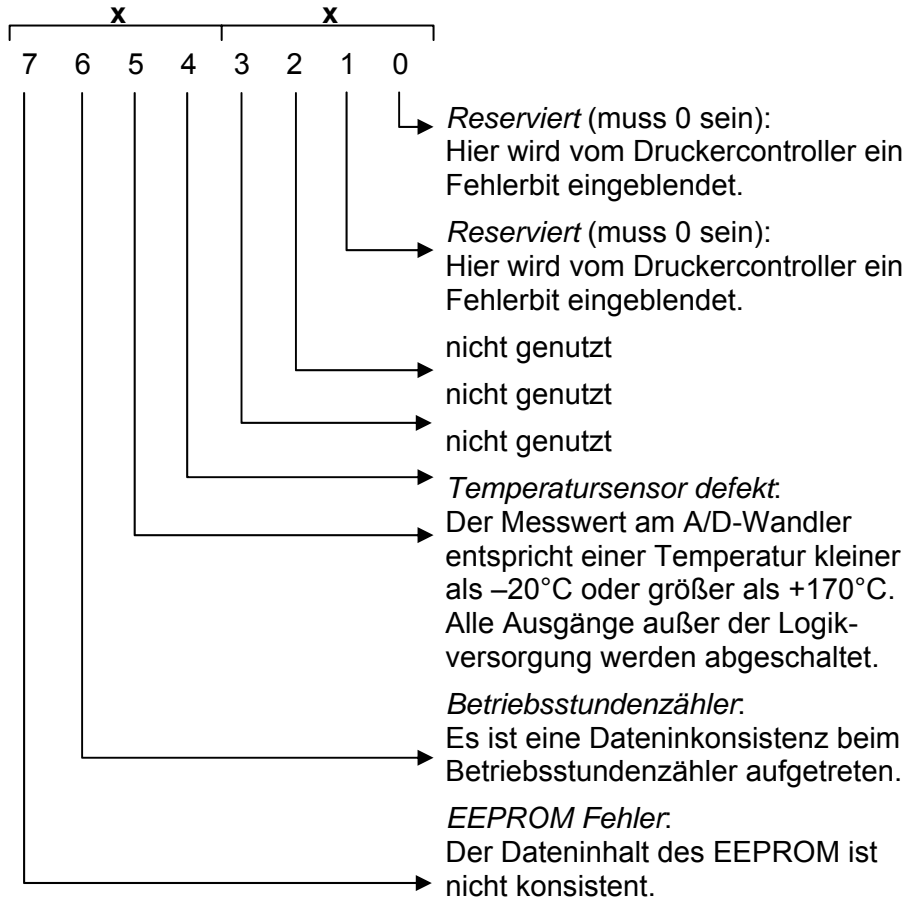 x x
7 6 5 4 3 2 1 0
Reserviert (muss 0 sein):
Hier wird vom Druckercontroller ein
Fehlerbit eingeblendet.
Reserviert (muss 0 sein):
Hier wird vom Druckercontroller ein
Fehlerbit eingeblendet.
nicht genutzt
nicht genutzt
nicht genutzt
Temperatursensor defekt:
Der Messwert am A/D-Wandler
entspricht einer Temperatur kleiner
als –20°C oder größer als +170°C.
Alle Ausgänge außer der Logik-
versorgung werden abgeschaltet.
Betriebsstundenzähler:
Es ist eine Dateninkonsistenz beim
Betriebsstundenzähler aufgetreten.
EEPROM Fehler:
Der Dateninhalt des EEPROM ist
nicht konsistent.